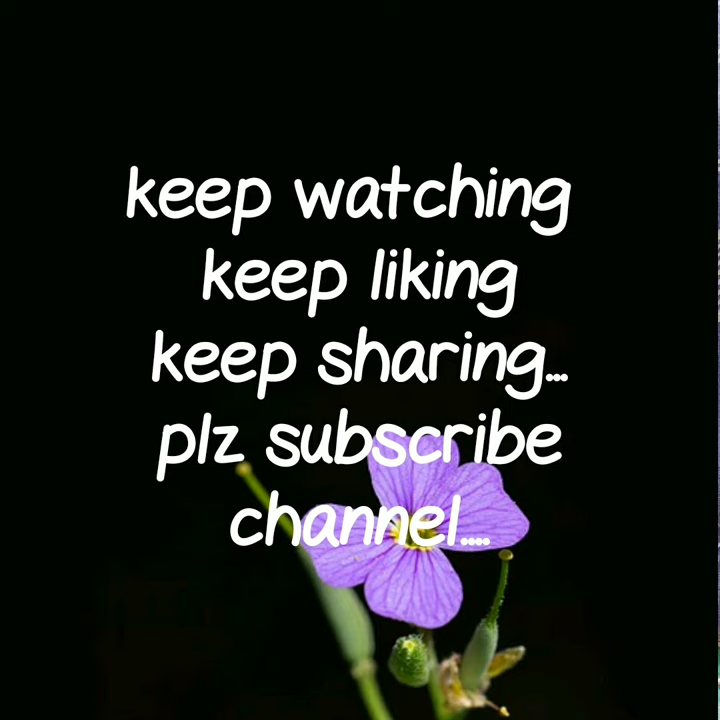 keep watching
keep liking
keep sharing...
plz subscribe
channel....